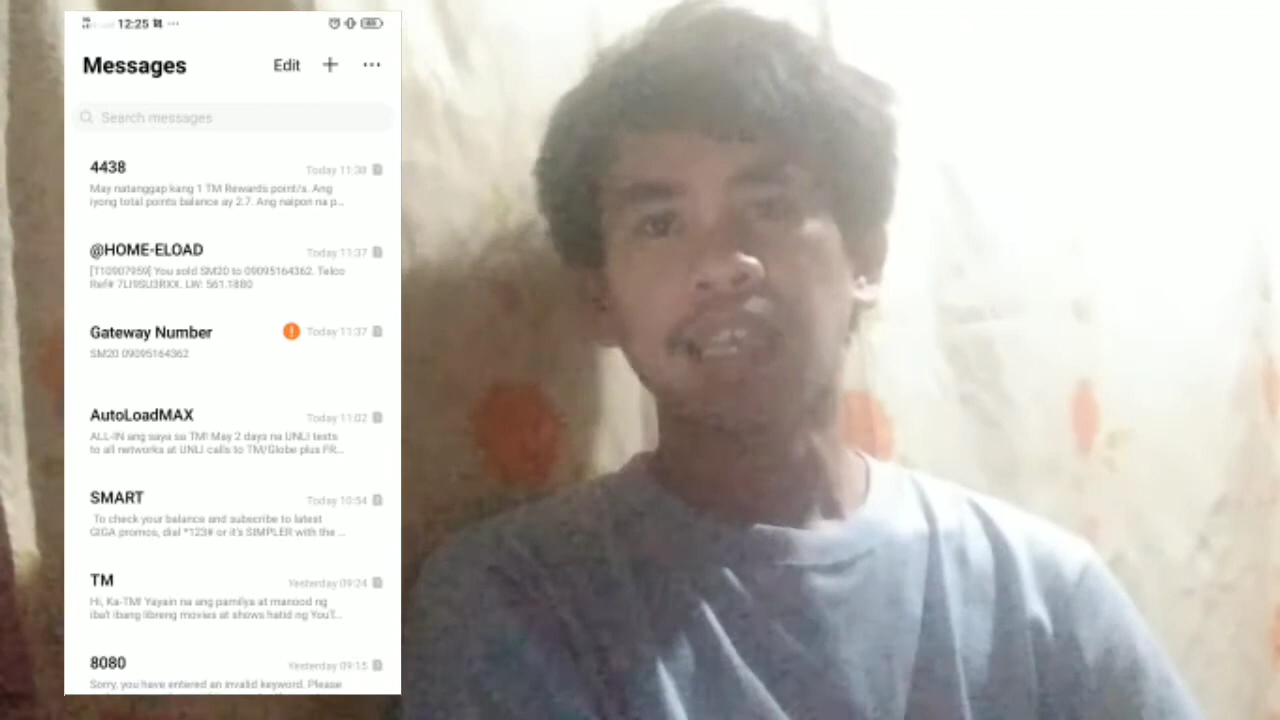 12:25
Messages
Edit
Search messages
4438
Today 11:38
May natanggap kang 1 TM Rewards point/s. Ang
iyong total points balance ay 2.7. Ang naipon na p...
@HOME-ELOAD
Today 11:37
You sold SM20 to 09095164362. Telco
Ref# 7LI9SU3RXX. LW: 561.1880
Gateway Number
Today 11:37
SM20 09095164362
AutoLoadMAX
Today 11:02
ALL-IN ang saya sa TM! May 2 days na UNLI texts
to all networks at UNLI calls to TM/Globe plus FR...
SMART
Today 10:54
To check your balance and subscribe to latest
GIGA promos, dial *123# or it's SIMPLER with the ...
TM
Yesterday 09:24
Hi, Ka-TM! Yayain na ang pamilya at manood ng
iba't ibang libreng movies at shows hatid ng YouT...
8080
Yesterday 09:15
Sorry, you have entered an invalid keyword. Please